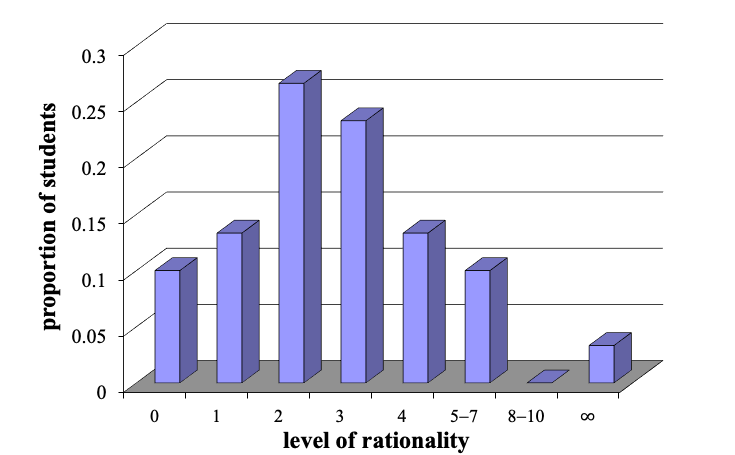 proportion of students
0.3
0.25
0.2
0.15
0.1
0.05
0
0 1 2 3 4 5–7 8–10 ∞
level of rationality